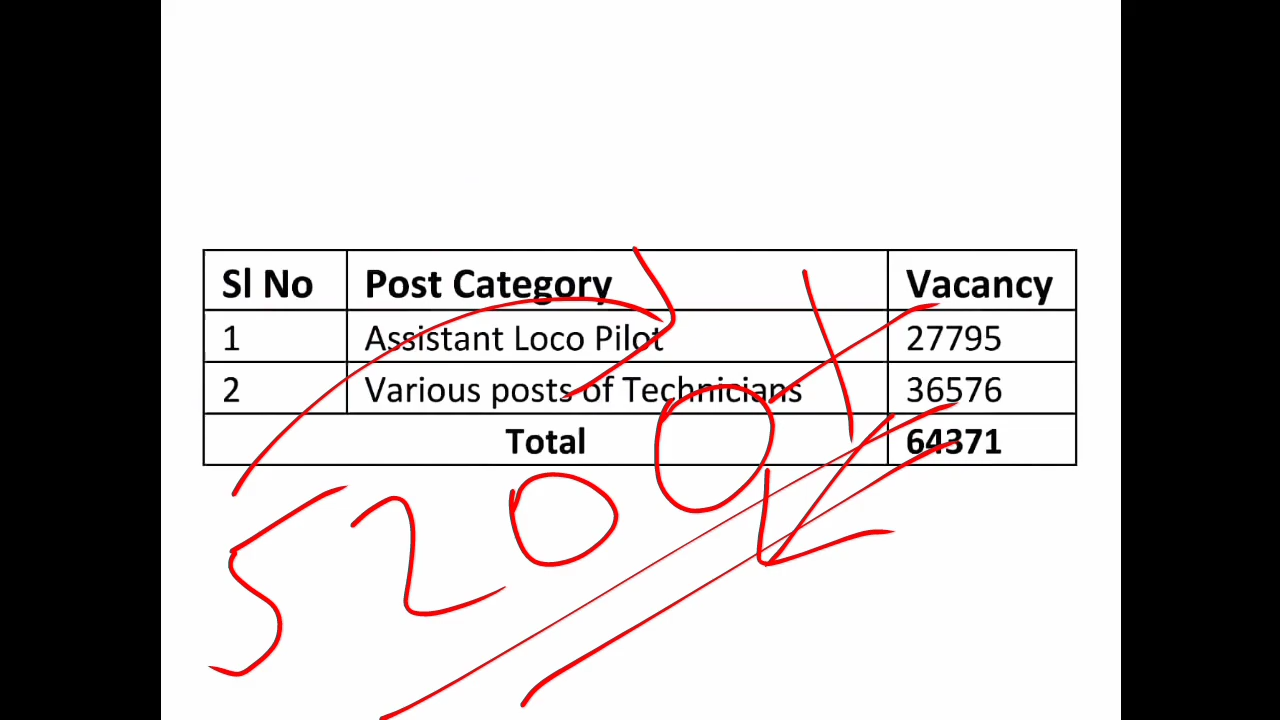 Sl No Post Category Vacancy
1 Assistant Loco Pilot 27795
2 Various posts of Technicians 36576
Total 64371
5200